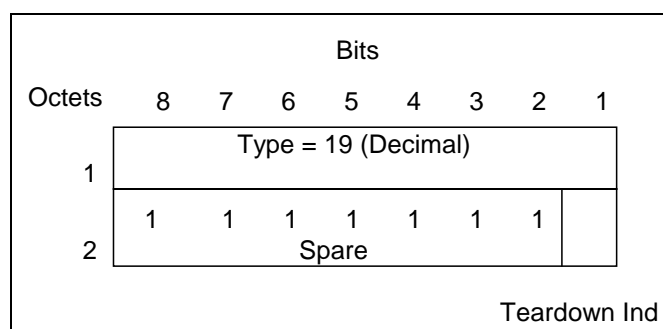 Bits
Octets 8 7 6 5 4 3 2 1
Type = 19 (Decimal)
1
1 1 1 1 1 1 1
2 Spare
Teardown Ind